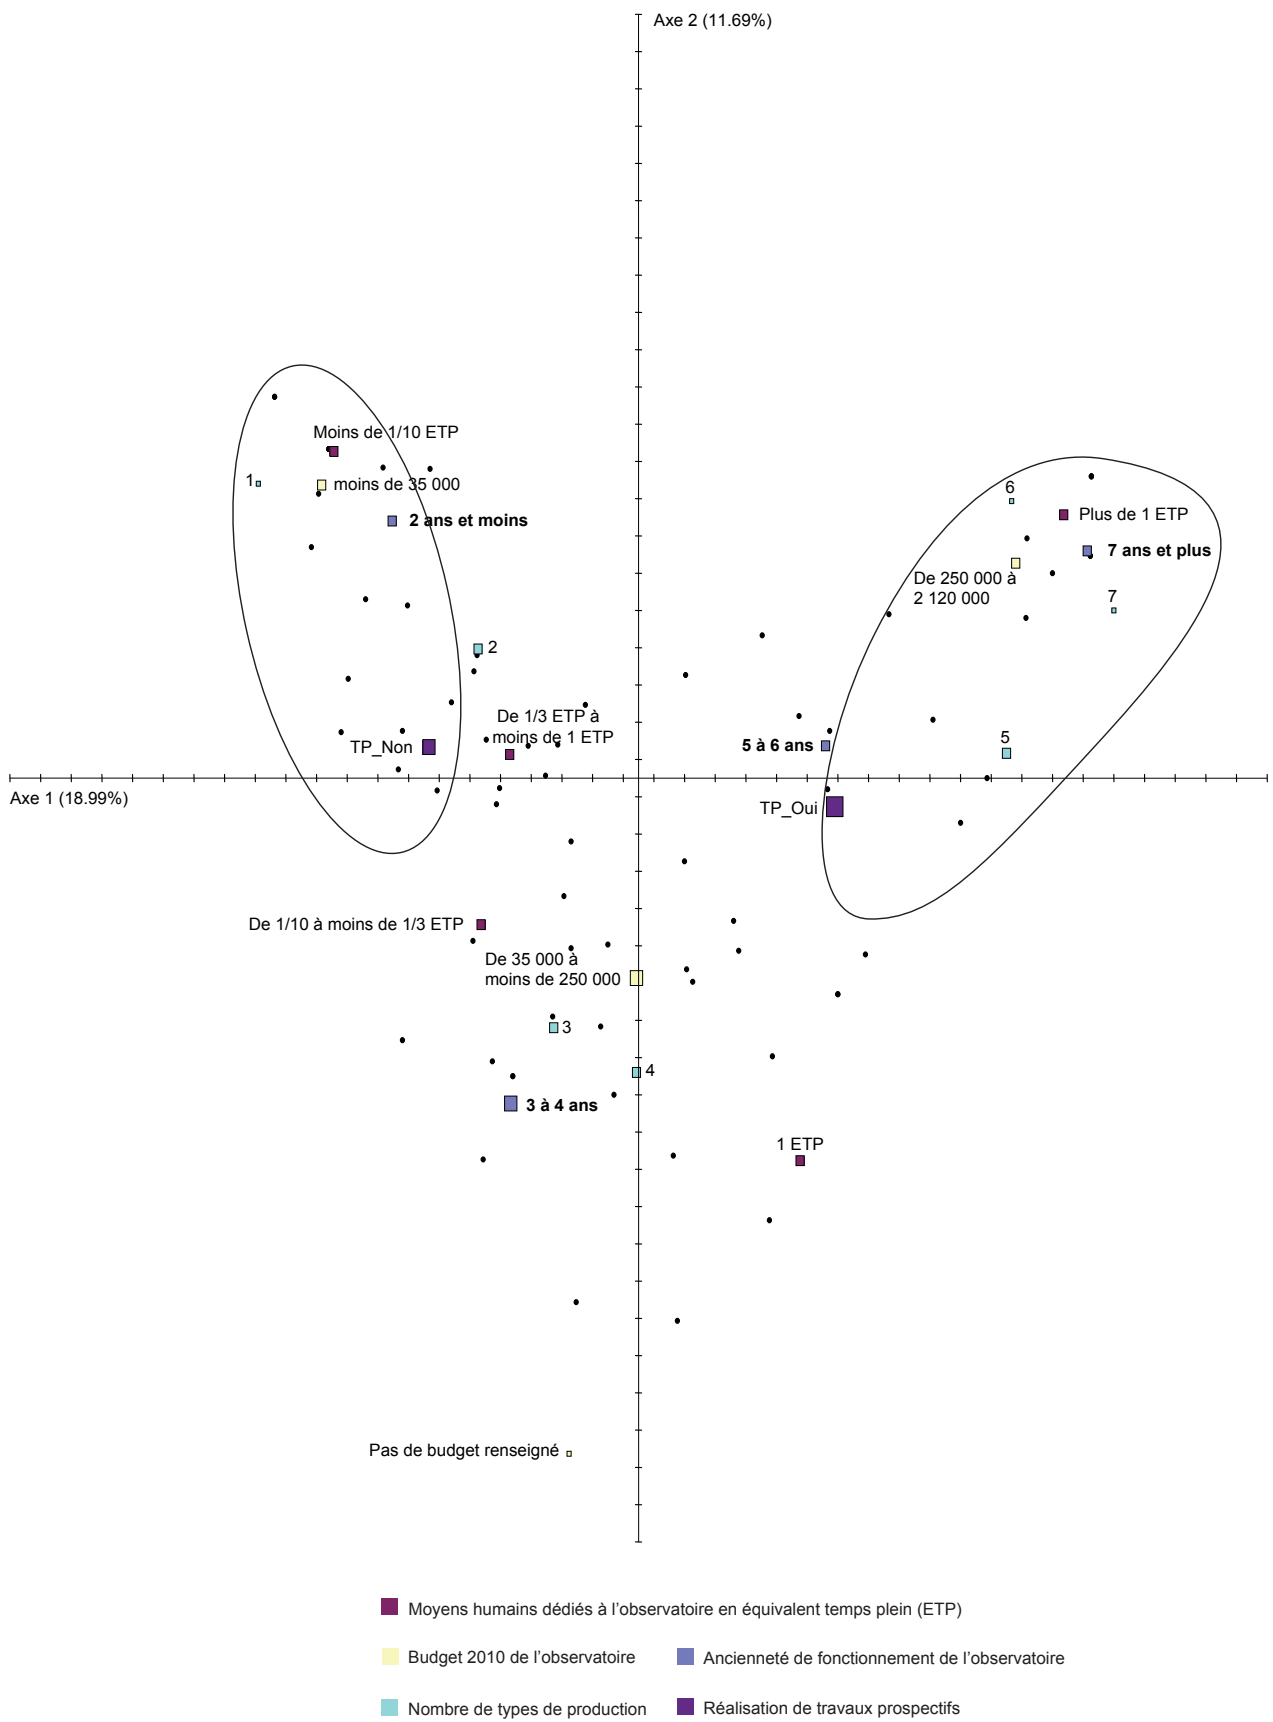 Axe 2 (11.69%)
Moins de 1/10 ETP
1
moins de 35 000
2 ans et moins
6
Plus de 1 ETP
7 ans et plus
De 250 000 à
2 120 000
7
2
De 1/3 ETP à
moins de 1 ETP
TP_Non
5 à 6 ans
5
Axe 1 (18.99%)
TP_Oui
De 1/10 à moins de 1/3 ETP
De 35 000 à
moins de 250 000
3
4
3 à 4 ans
1 ETP
Pas de budget renseigné
Moyens humains dédiés à l'observatoire en équivalent temps plein (ETP)
Budget 2010 de l'observatoire
Ancienneté de fonctionnement de l'observatoire
Nombre de types de production
Réalisation de travaux prospectifs